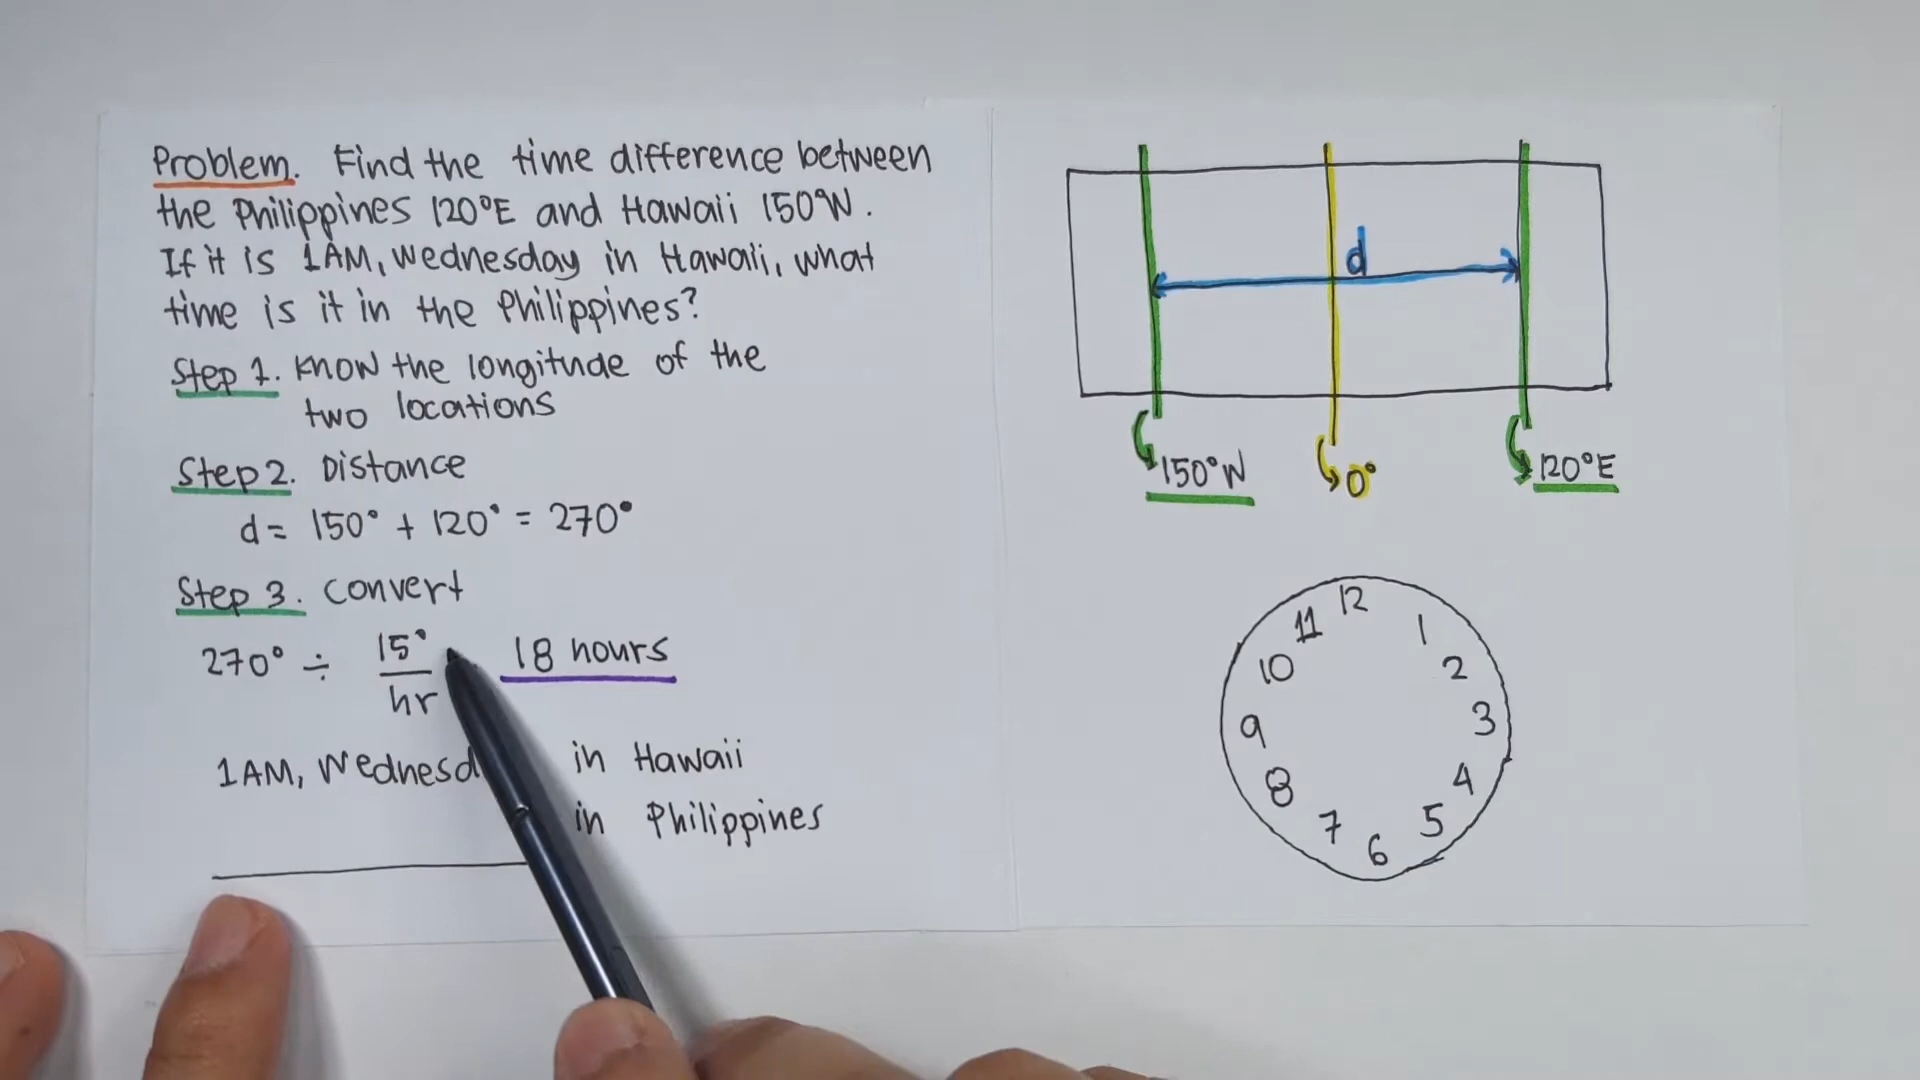 Problem. Find the time difference between
the Philippines 120°E and Hawaii 150°W.
If it is 1AM, Wednesday in Hawaii, what
time is it in the Philippines?
Step 1. Know the longitude of the
two locations
Step 2. Distance
d = 150° + 120° = 270°
Step 3. Convert
270° ÷ 15°/hr 18 hours
1AM, Wednesd in Hawaii
in Philippines
d
150°W 0° 120°E
12
11 1
10 2
9 3
8 4
7 5
6